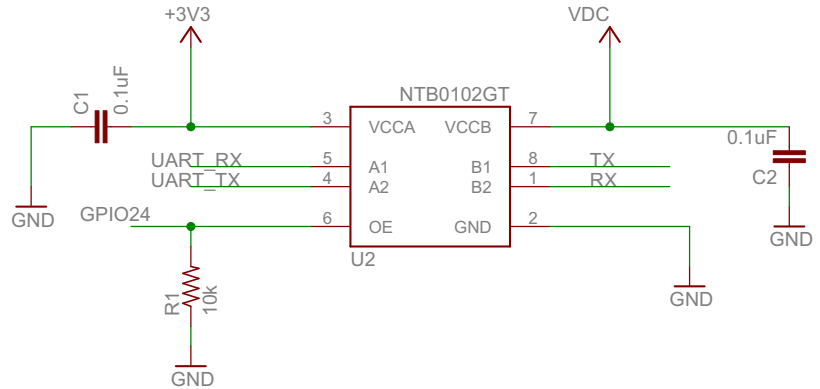 +3V3
VDC
C1
0.1uF
NTB0102GT
3
VCCA
VCCB
7
0.1uF
C2
UART_RX
5
A1
B1
8
TX
UART_TX
4
A2
B2
1
RX
GND
GPIO24
6
OE
GND
2
GND
U2
R1
10k
GND
GND